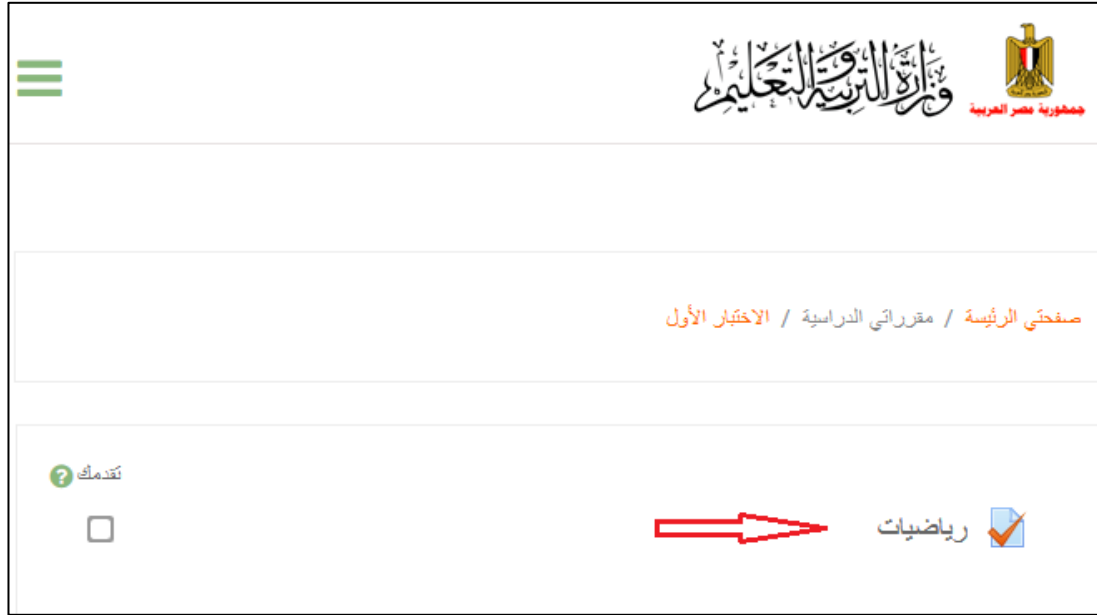 وزارة التربية والتعليم
جمهورية مصر العربية
صفحتي الرئيسة / مقرراتي الدراسية / الاختبار الأول
تقدمك ?
رياضيات